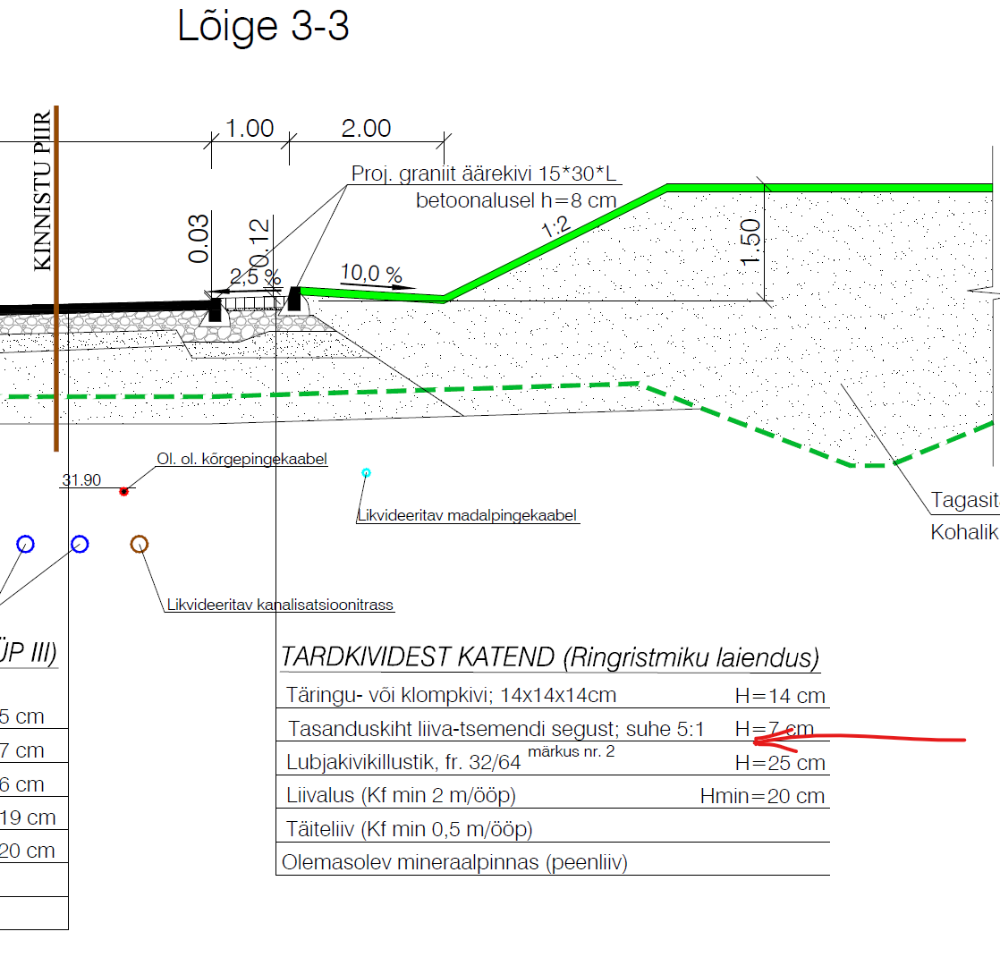 Lõige 3-3
KINNISTU PIIR
1.00
2.00
Proj. graniit äärekivi 15*30*L
betoonalusel h=8 cm
0.03
0.12
2,5 %
10,0 %
1:2
1.50
Ol. ol. kõrgepingekaabel
31.90
Likvideeritav madalpingekaabel
Tagasit
Kohalik
Likvideeritav kanalisatsioonitrass
ÜP III)
5 cm
7 cm
6 cm
19 cm
20 cm
TARDKIVIDEST KATEND (Ringristmiku laiendus)
Täringu- või klompkivi; 14x14x14cm H=14 cm
Tasanduskiht liiva-tsemendi segust; suhe 5:1 H=7 cm
Lubjakivikillustik, fr. 32/64 märkus nr. 2 H=25 cm
Liivalus (Kf min 2 m/ööp) Hmin=20 cm
Täiteliiv (Kf min 0,5 m/ööp)
Olemasolev mineraalpinnas (peenliiv)